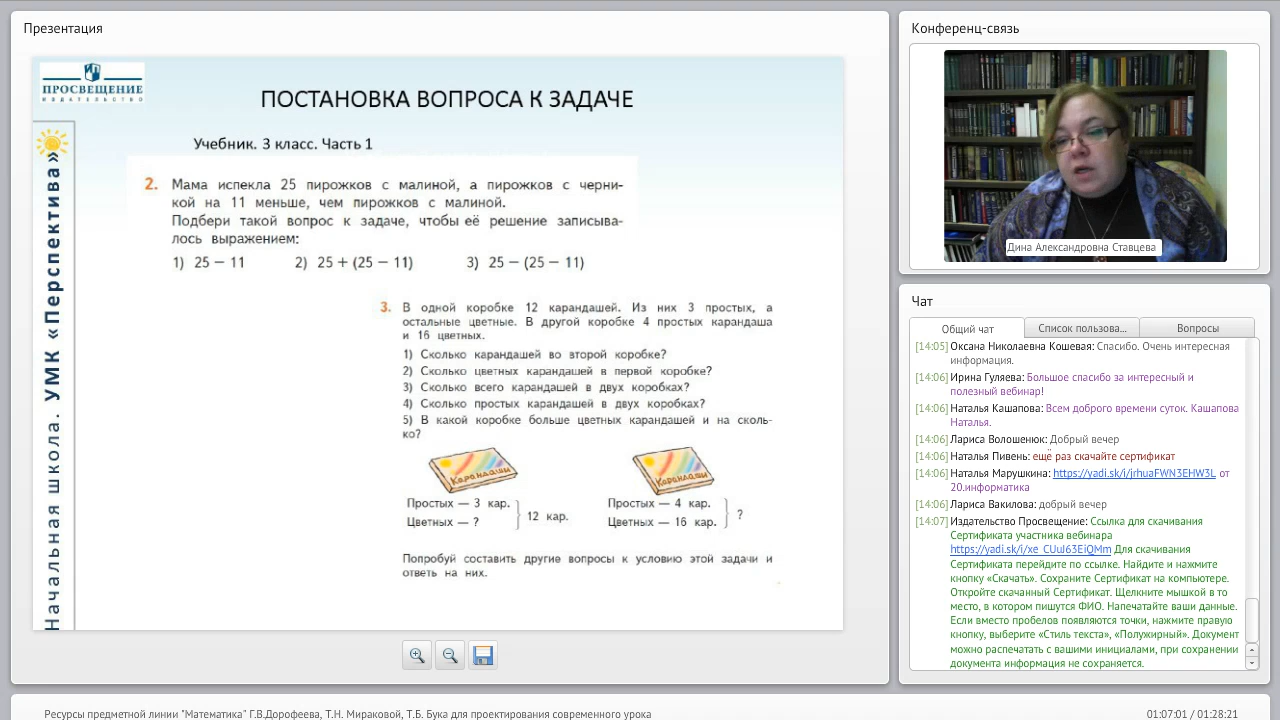 Презентация
ПРОСВЕЩЕНИЕ
ИЗДАТЕЛЬСТВО
Начальная школа. УМК «Перспектива»
ПОСТАНОВКА ВОПРОСА К ЗАДАЧЕ
Учебник. 3 класс. Часть 1
2. Мама испекла 25 пирожков с малиной, а пирожков с черни-
кой на 11 меньше, чем пирожков с малиной.
Подбери такой вопрос к задаче, чтобы её решение записыва-
лось выражением:
1) 25 − 11 2) 25 + (25 − 11) 3) 25 − (25 − 11)
3. В одной коробке 12 карандашей. Из них 3 простых, а
остальные цветные. В другой коробке 4 простых карандаша
и 16 цветных.
1) Сколько карандашей во второй коробке?
2) Сколько цветных карандашей в первой коробке?
3) Сколько всего карандашей в двух коробках?
4) Сколько простых карандашей в двух коробках?
5) В какой коробке больше цветных карандашей и на сколь-
ко?
Карандаши Карандаши
Простых — 3 кар. Простых — 4 кар.
12 кар. ?
Цветных — ? Цветных — 16 кар.
Попробуй составить другие вопросы к условию этой задачи и
ответь на них.
Конференц-связь
Дина Александровна Ставцева
Чат
Общий чат Список пользова... Вопросы
[14:05] Оксана Николаевна Кошевая: Спасибо. Очень интересная
информация.
[14:06] Ирина Гуляева: Большое спасибо за интересный и
полезный вебинар!
[14:06] Наталья Кашапова: Всем доброго времени суток. Кашапова
Наталья.
[14:06] Лариса Волошенюк: Добрый вечер
[14:06] Наталья Пивень: ещё раз скачайте сертификат
[14:06] Наталья Марушкина: https://yadi.sk/i/jrhuaFWN3EHW3L от
20.информатика
[14:06] Лариса Вакилова: добрый вечер
[14:07] Издательство Просвещение: Ссылка для скачивания
Сертификата участника вебинара
https://yadi.sk/i/xe_CUuJ63EiQMm Для скачивания
Сертификата перейдите по ссылке. Найдите и нажмите
кнопку «Скачать». Сохраните Сертификат на компьютере.
Откройте скачанный Сертификат. Щелкните мышкой в то
место, в котором пишутся ФИО. Напечатайте ваши данные.
Если вместо пробелов появляются точки, нажмите правую
кнопку, выберите «Стиль текста», «Полужирный». Документ
можно распечатать с вашими инициалами, при сохранении
документа информация не сохраняется.
Ресурсы предметной линии "Математика" Г.В.Дорофеева, Т.Н. Мираковой, Т.Б. Бука для проектирования современного урока
01:07:01 / 01:28:21